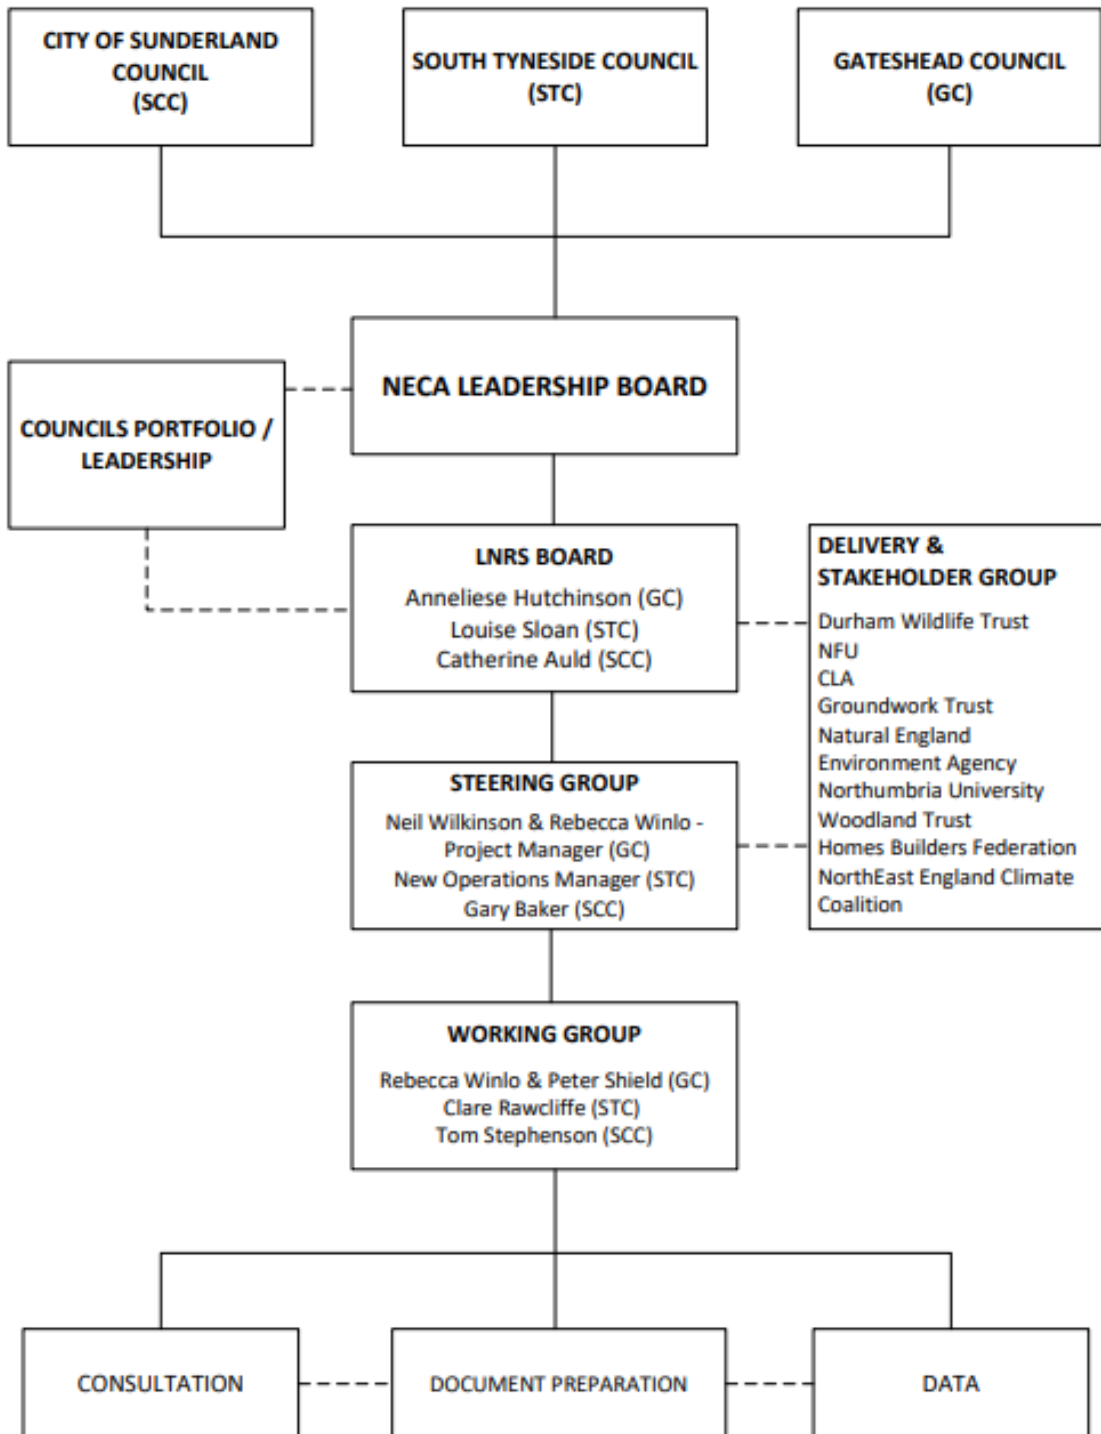 CITY OF SUNDERLAND
COUNCIL
(SCC)
SOUTH TYNESIDE COUNCIL
(STC)
GATESHEAD COUNCIL
(GC)
NECA LEADERSHIP BOARD
COUNCILS PORTFOLIO /
LEADERSHIP
LNRS BOARD
Anneliese Hutchinson (GC)
Louise Sloan (STC)
Catherine Auld (SCC)
DELIVERY &
STAKEHOLDER GROUP
Durham Wildlife Trust
NFU
CLA
Groundwork Trust
Natural England
Environment Agency
Northumbria University
Woodland Trust
Homes Builders Federation
NorthEast England Climate
Coalition
STEERING GROUP
Neil Wilkinson & Rebecca Winlo -
Project Manager (GC)
New Operations Manager (STC)
Gary Baker (SCC)
WORKING GROUP
Rebecca Winlo & Peter Shield (GC)
Clare Rawcliffe (STC)
Tom Stephenson (SCC)
CONSULTATION
DOCUMENT PREPARATION
DATA